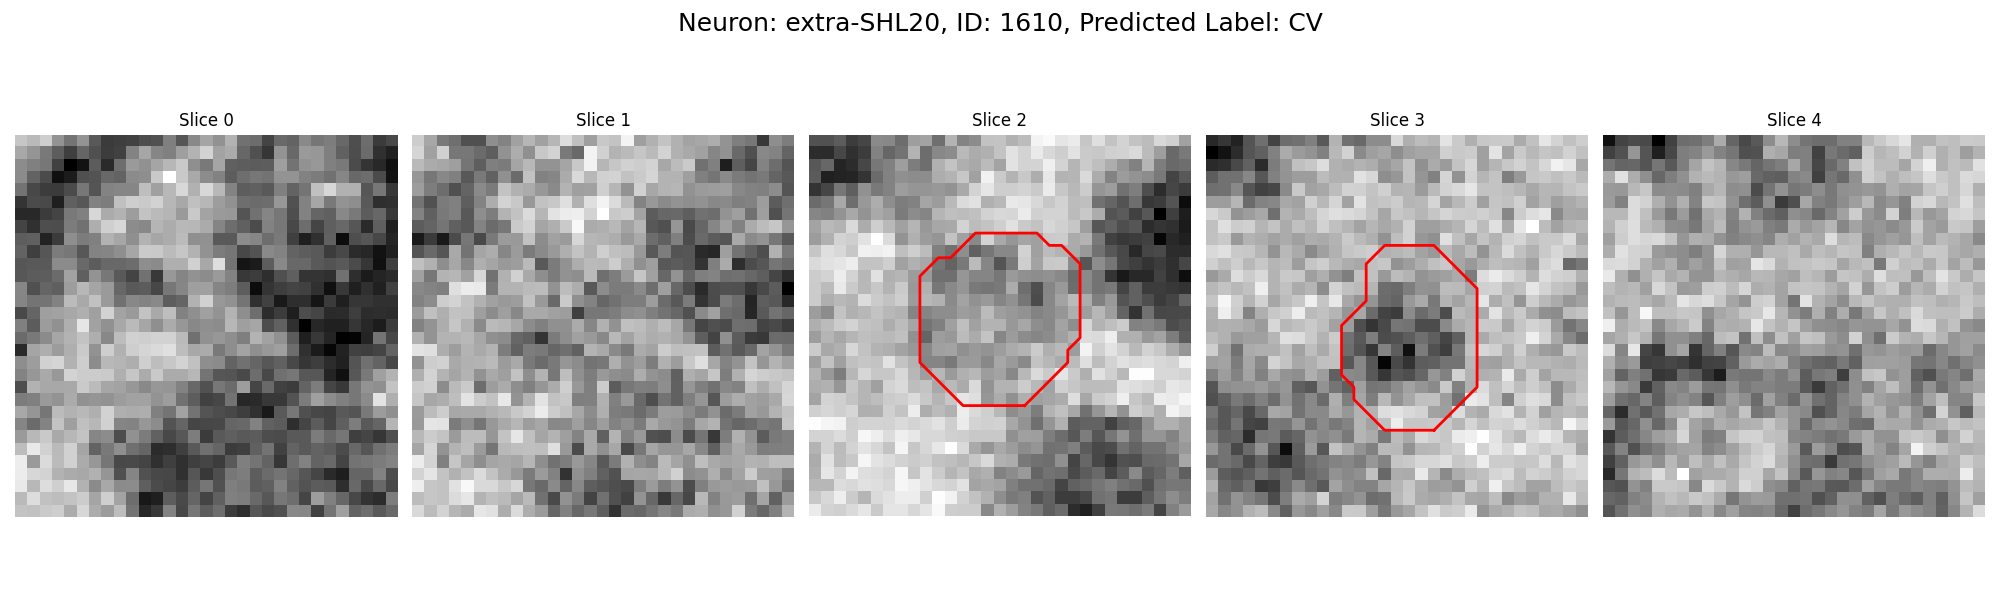 Neuron: extra-SHL20, ID: 1610, Predicted Label: CV
Slice 0
Slice 1
Slice 2
Slice 3
Slice 4